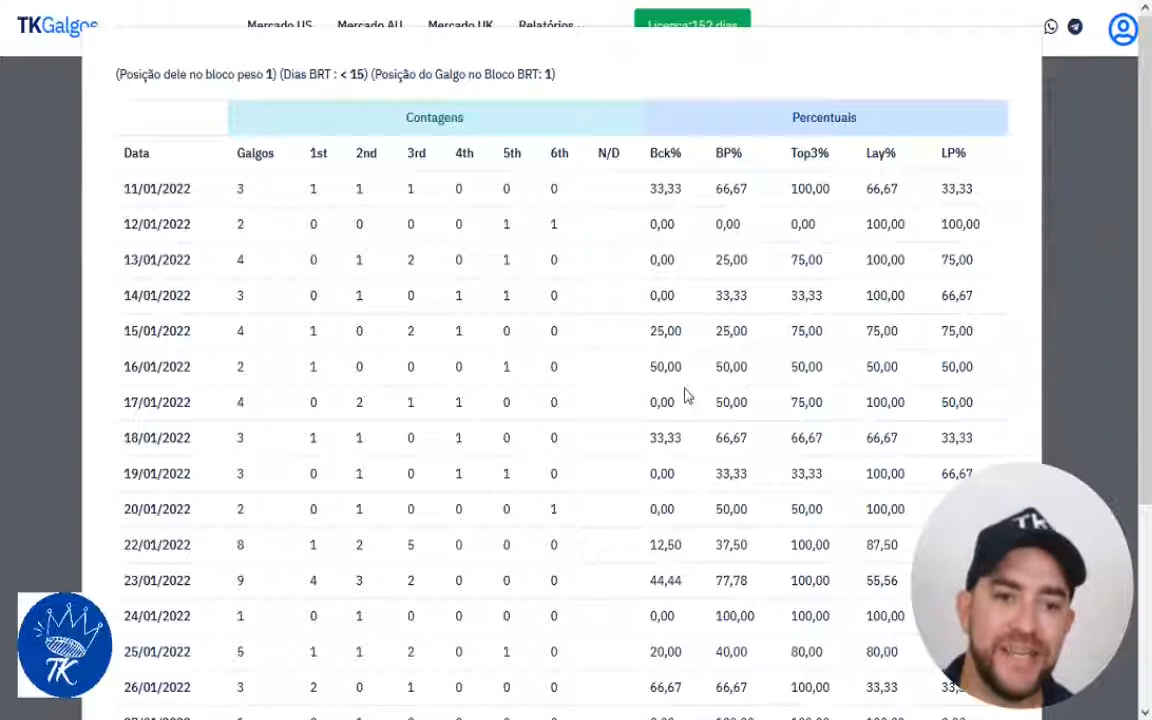 TKGalgos Mercado US Mercado AU Mercado UK Relatórios Licença:152 dias
(Posição dele no bloco peso 1) (Dias BRT : < 15) (Posição do Galgo no Bloco BRT: 1)
Contagens Percentuais
Data Galgos 1st 2nd 3rd 4th 5th 6th N/D Bck% BP% Top3% Lay% LP%
11/01/2022 3 1 1 1 0 0 0 33,33 66,67 100,00 66,67 33,33
12/01/2022 2 0 0 0 0 1 1 0,00 0,00 0,00 100,00 100,00
13/01/2022 4 0 1 2 0 1 0 0,00 25,00 75,00 100,00 75,00
14/01/2022 3 0 1 0 1 1 0 0,00 33,33 33,33 100,00 66,67
15/01/2022 4 1 0 2 1 0 0 25,00 25,00 75,00 75,00 75,00
16/01/2022 2 1 0 0 0 1 0 50,00 50,00 50,00 50,00 50,00
17/01/2022 4 0 2 1 1 0 0 0,00 50,00 75,00 100,00 50,00
18/01/2022 3 1 1 0 1 0 0 33,33 66,67 66,67 66,67 33,33
19/01/2022 3 0 1 0 1 1 0 0,00 33,33 33,33 100,00 66,67
20/01/2022 2 0 1 0 0 0 1 0,00 50,00 50,00 100,00
22/01/2022 8 1 2 5 0 0 0 12,50 37,50 100,00 87,50
23/01/2022 9 4 3 2 0 0 0 44,44 77,78 100,00 55,56
24/01/2022 1 0 1 0 0 0 0 0,00 100,00 100,00 100,00
25/01/2022 5 1 1 2 0 1 0 20,00 40,00 80,00 80,00
26/01/2022 3 2 0 1 0 0 0 66,67 66,67 100,00 33,33
TK
TK